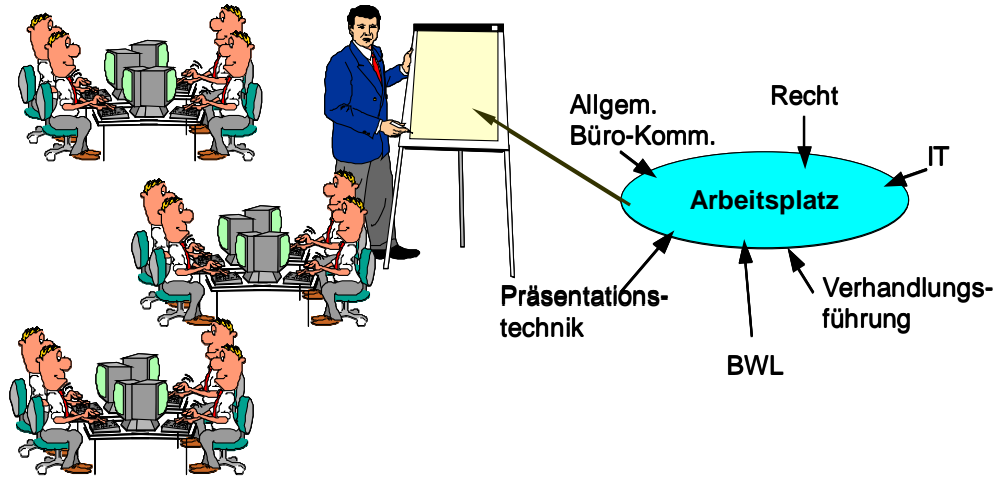 Allgem.
Büro-Komm.
Recht
IT
Arbeitsplatz
Präsentations-
technik
Verhandlungs-
führung
BWL